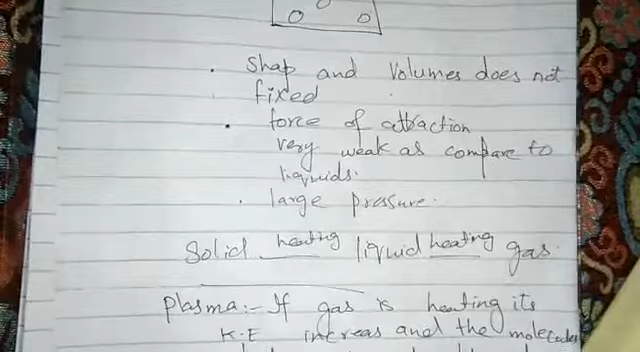 . Shap and Volumes does not
fixed
. force of attraction
very weak as compare to
liquids.
. large pressure.
Solid heating liquid heating gas.
Plasma:- If gas is heating its
K.E increas and the molecules